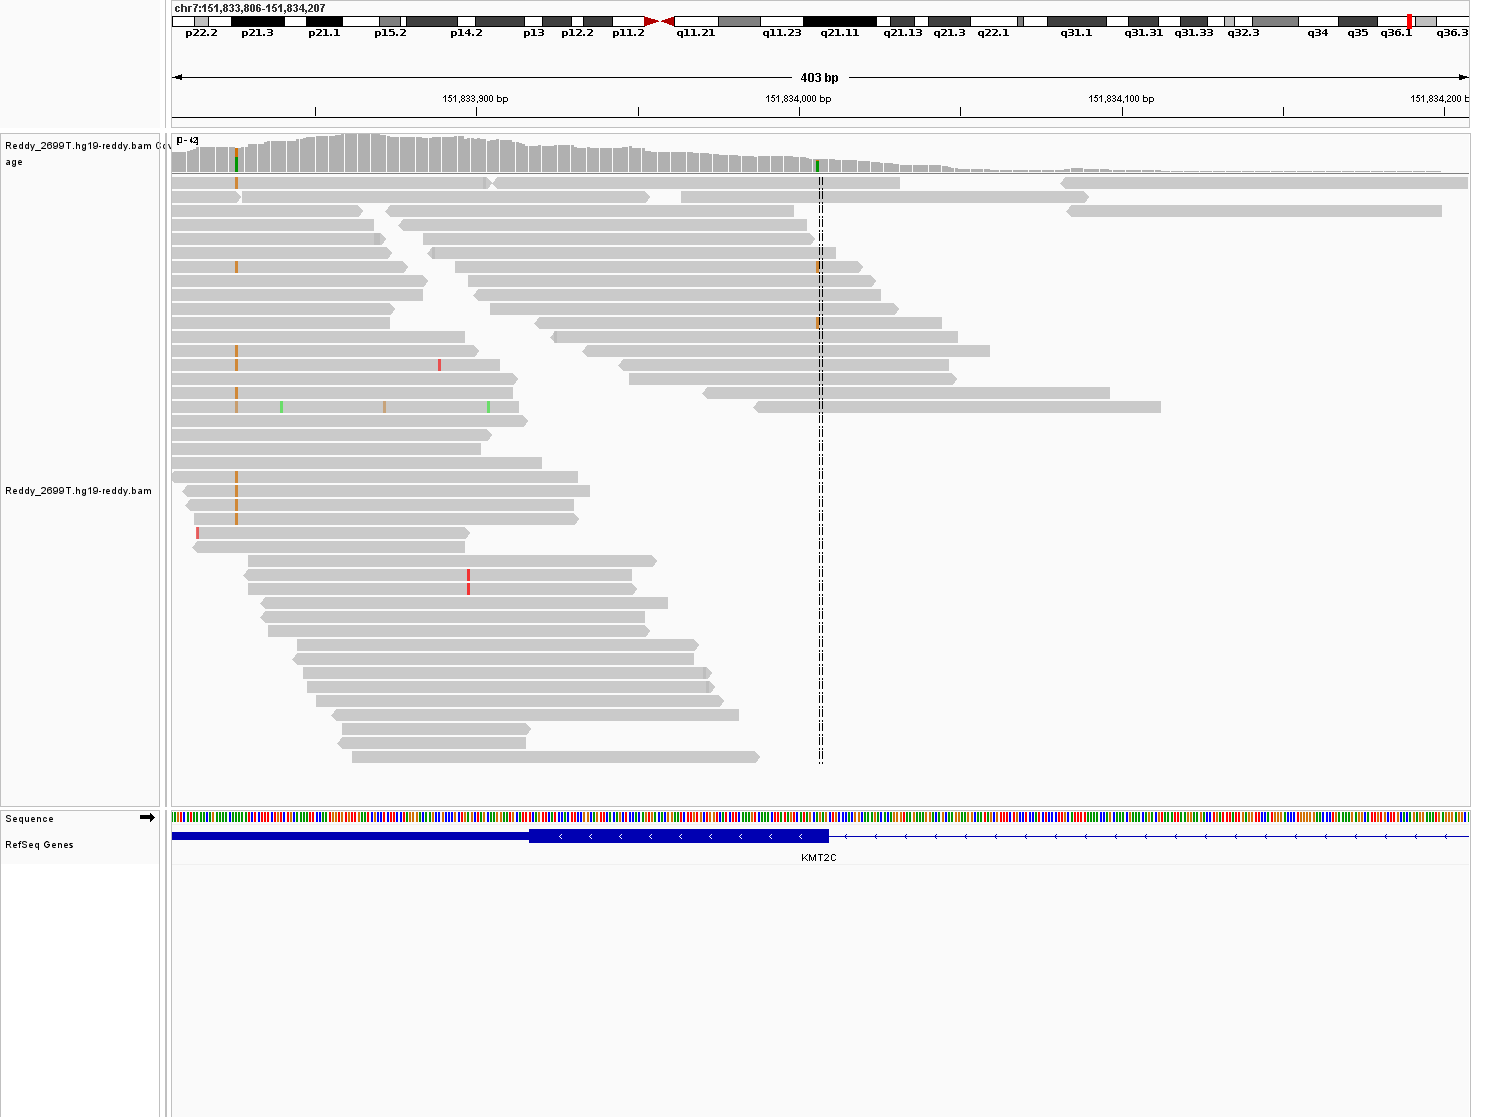 chr7:151,833,806-151,834,207
p22.2 p21.3 p21.1 p15.2 p14.2 p13 p12.2 p11.2 q11.21 q11.23 q21.11 q21.13 q21.3 q22.1 q31.1 q31.31 q31.33 q32.3 q34 q35 q36.1 q36.3
403 bp
151,833,900 bp 151,834,000 bp 151,834,100 bp 151,834,200 b
[0 - 42]
Reddy_2699T.hg19-reddy.bam Cov
age
Reddy_2699T.hg19-reddy.bam
Sequence
RefSeq Genes
KMT2C